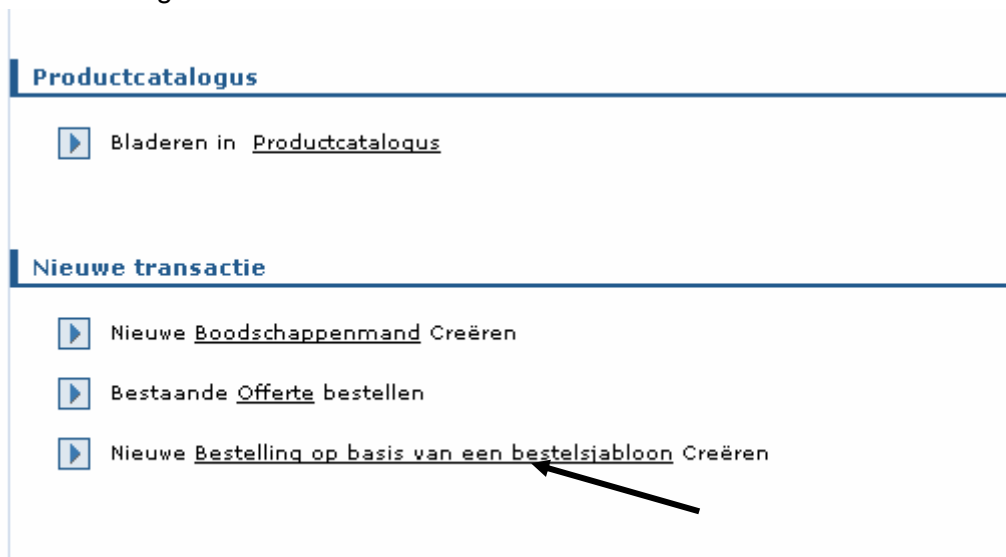 Productcatalogus
Bladeren in Productcatalogus
Nieuwe transactie
Nieuwe Boodschappenmand Creëren
Bestaande Offerte bestellen
Nieuwe Bestelling op basis van een bestelsjabloon Creëren